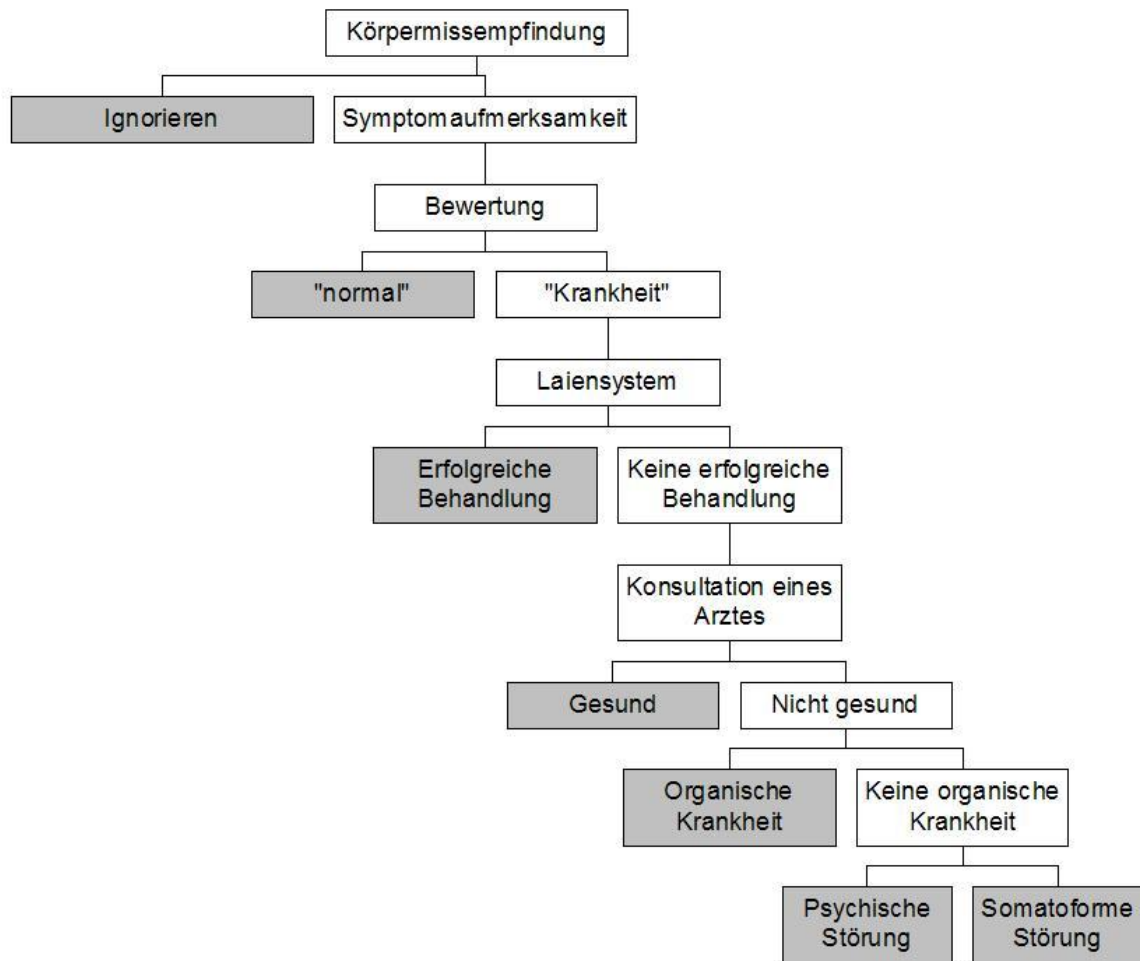 Körpermissempfindung
Ignorieren
Symptomaufmerksamkeit
Bewertung
"normal"
"Krankheit"
Laiensystem
Erfolgreiche
Behandlung
Keine erfolgreiche
Behandlung
Konsultation eines
Arztes
Gesund
Nicht gesund
Organische
Krankheit
Keine organische
Krankheit
Psychische
Störung
Somatoforme
Störung